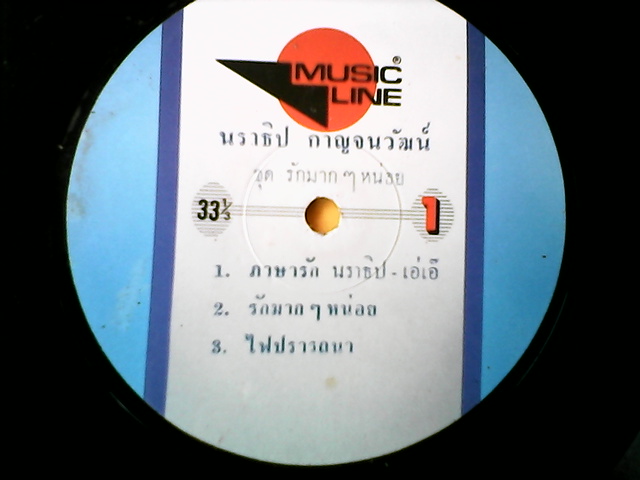 MUSIC®
LINE
นราธิป กาญจนวัฒน์
ชุด รักมาก ๆ หน่อย
33⅓
1
1. ภาษารัก นราธิป - เอ๋เอ๊
2. รักมาก ๆ หน่อย
3. ไฟปรารถนา